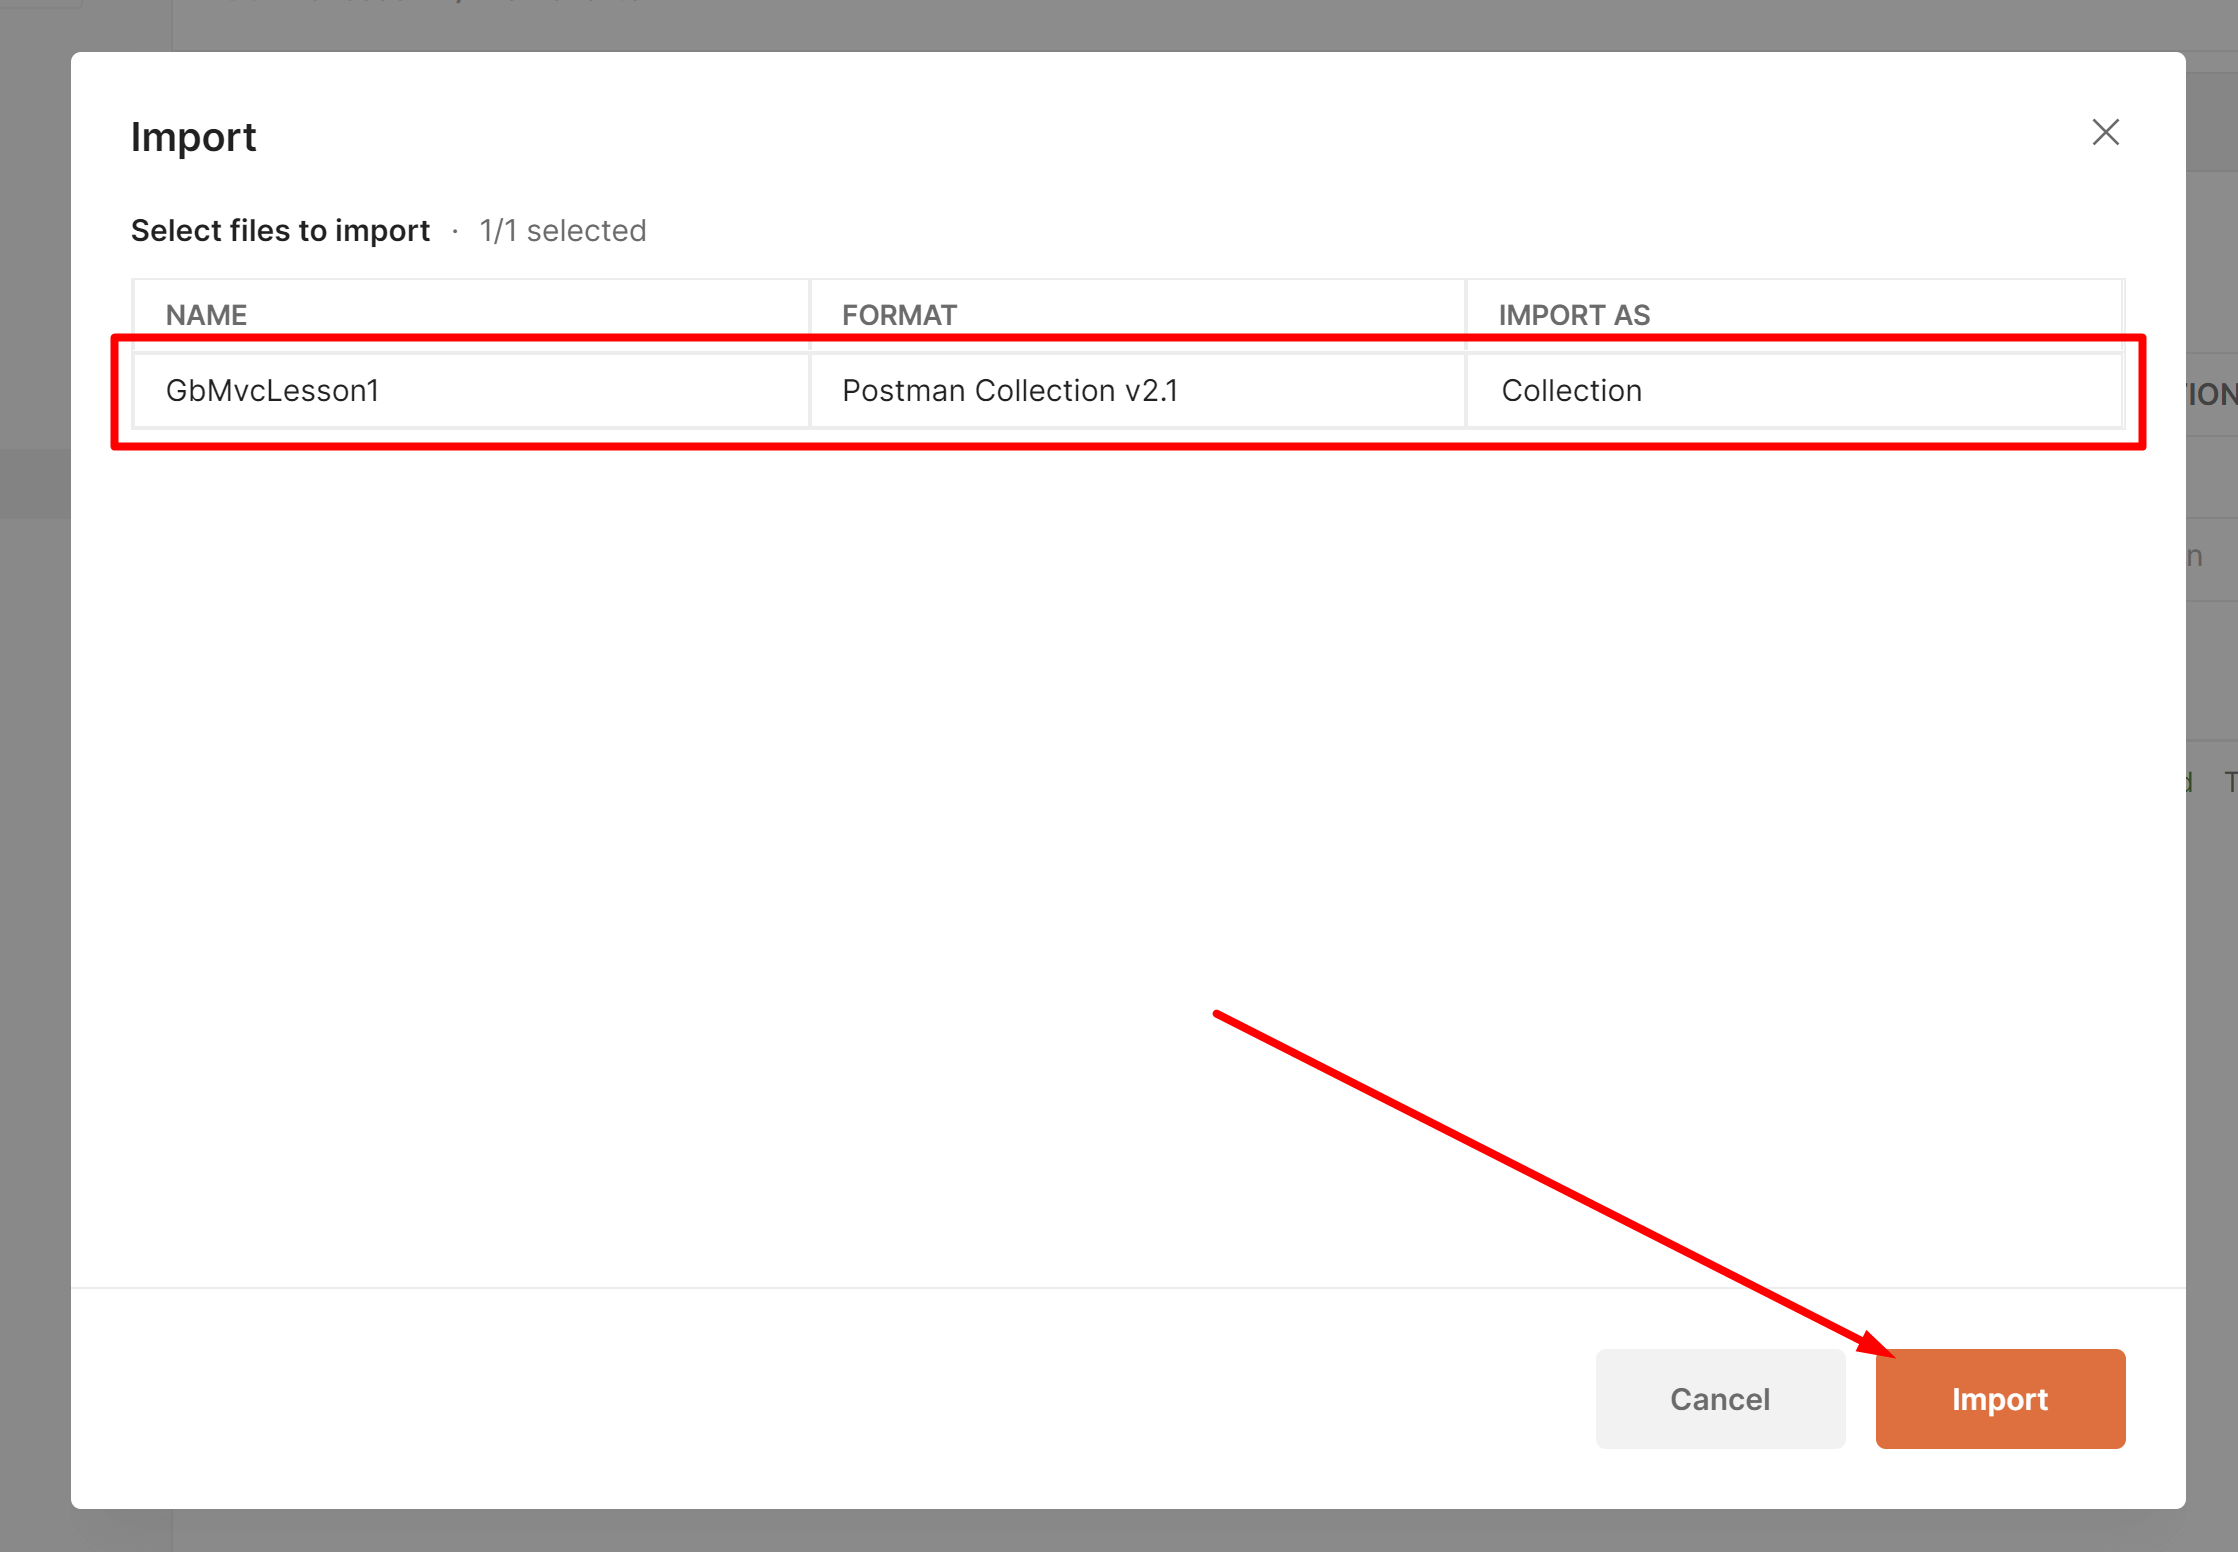 Import
Select files to import · 1/1 selected
NAME FORMAT IMPORT AS
GbMvcLesson1 Postman Collection v2.1 Collection
Cancel Import